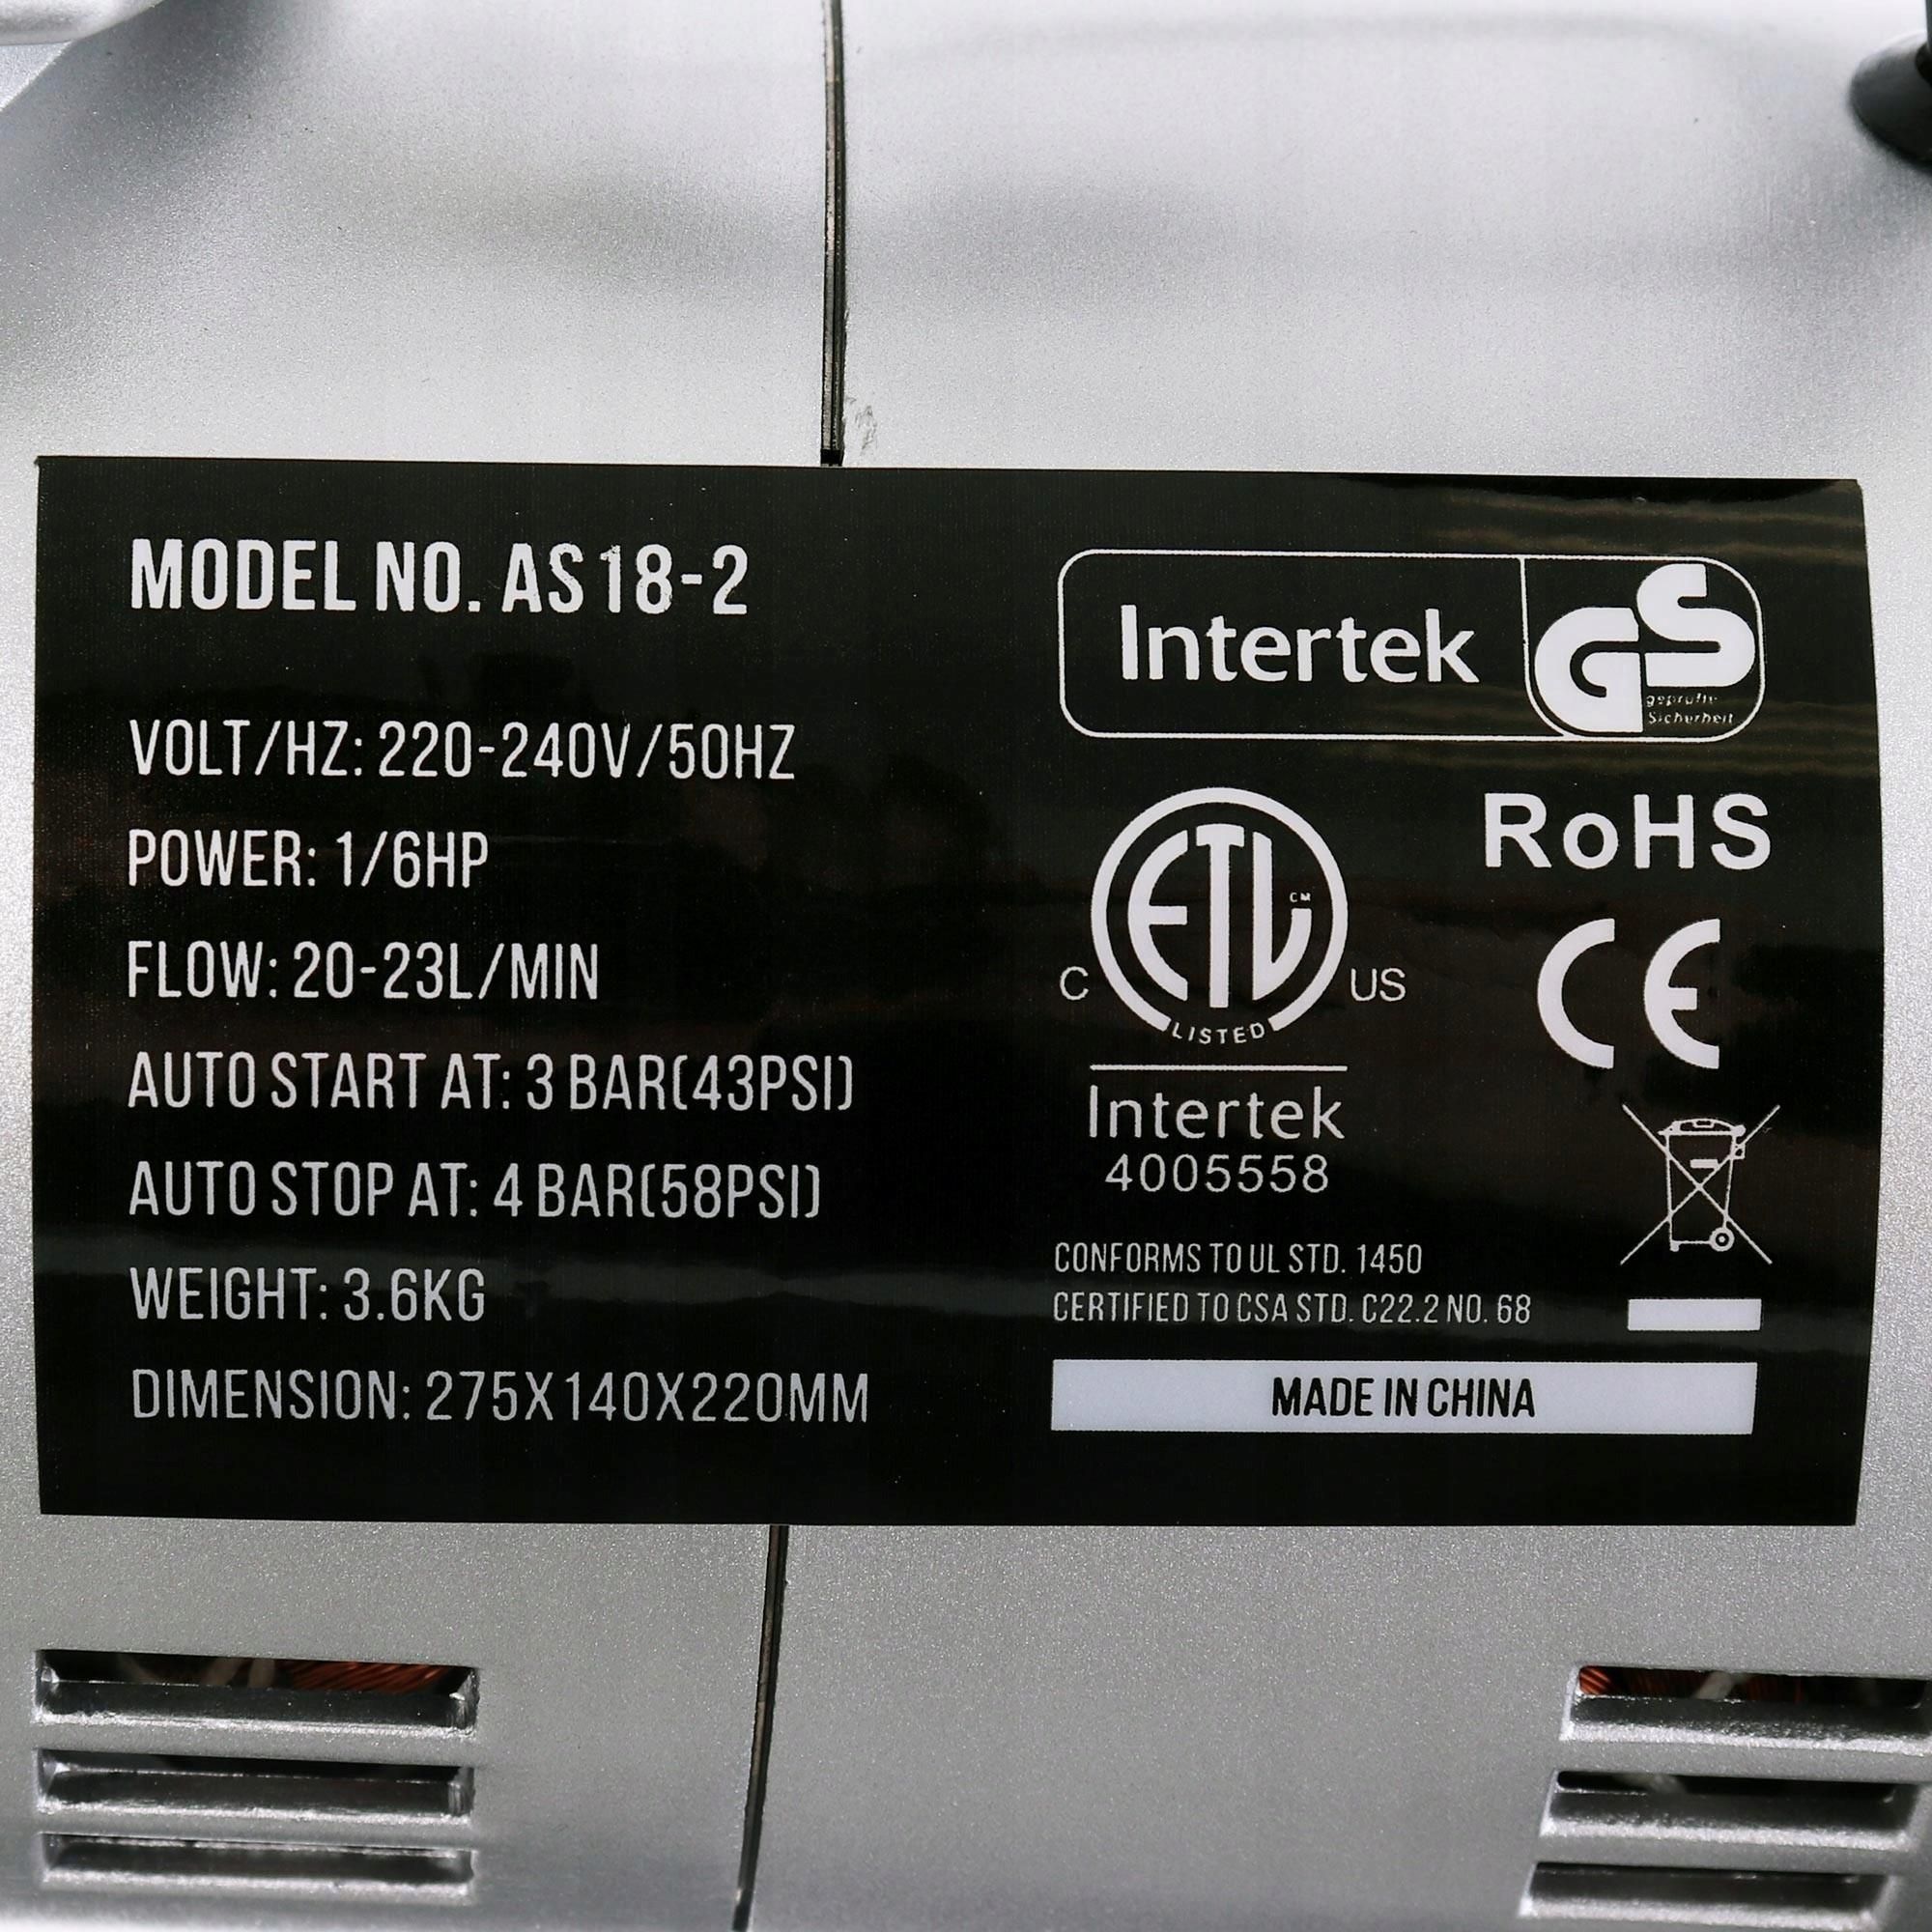 MODEL NO. AS18-2
VOLT/HZ: 220-240V/50HZ
POWER: 1/6HP
FLOW: 20-23L/MIN
AUTO START AT: 3 BAR(43PSI)
AUTO STOP AT: 4 BAR(58PSI)
WEIGHT: 3.6KG
DIMENSION: 275X140X220MM
Intertek
GS
geprüfte
Sicherheit
RoHS
ETL
CM
C
US
LISTED
CE
Intertek
4005558
CONFORMS TO UL STD. 1450
CERTIFIED TO CSA STD. C22.2 NO. 68
MADE IN CHINA